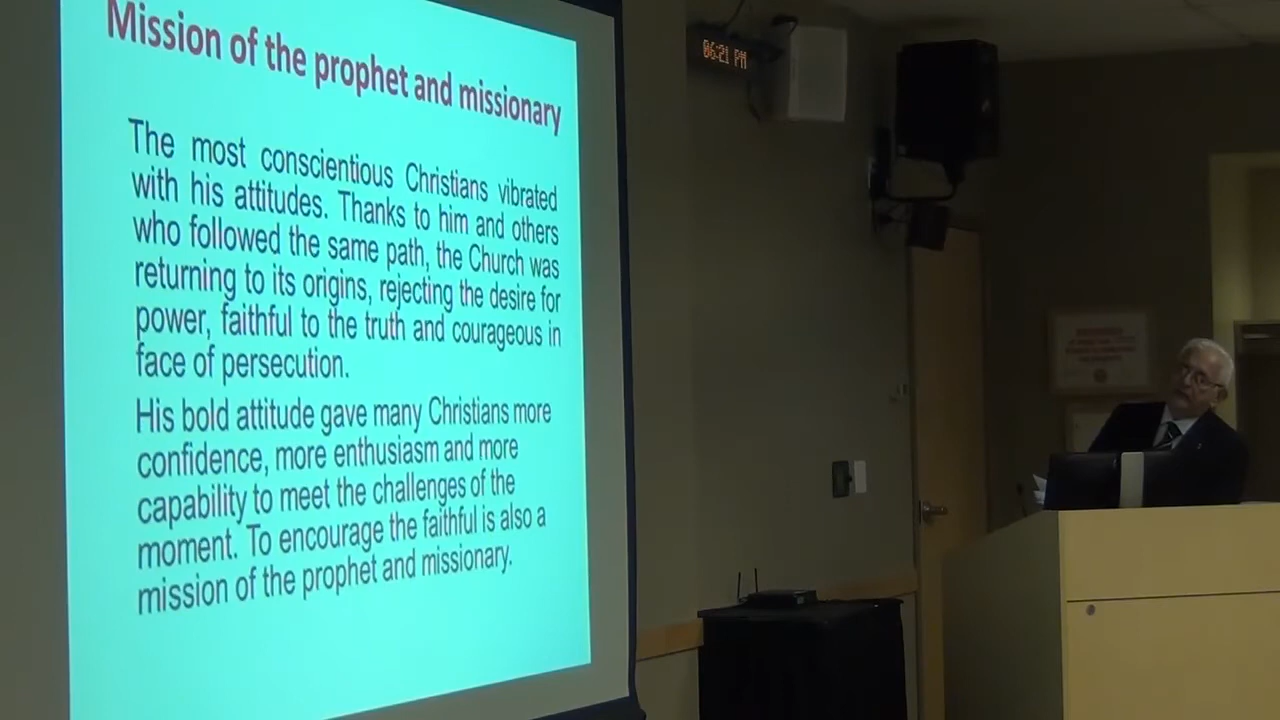 Mission of the prophet and missionary
06:21 PM
The most conscientious Christians vibrated
with his attitudes. Thanks to him and others
who followed the same path, the Church was
returning to its origins, rejecting the desire for
power, faithful to the truth and courageous in
face of persecution.
His bold attitude gave many Christians more
confidence, more enthusiasm and more
capability to meet the challenges of the
moment. To encourage the faithful is also a
mission of the prophet and missionary.